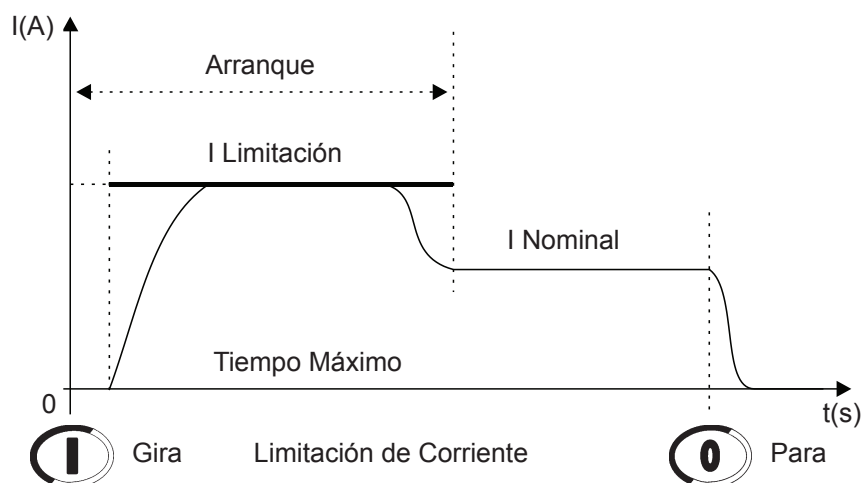 I(A)
Arranque
I Limitación
I Nominal
Tiempo Máximo
0
t(s)
I Gira Limitación de Corriente 0 Para